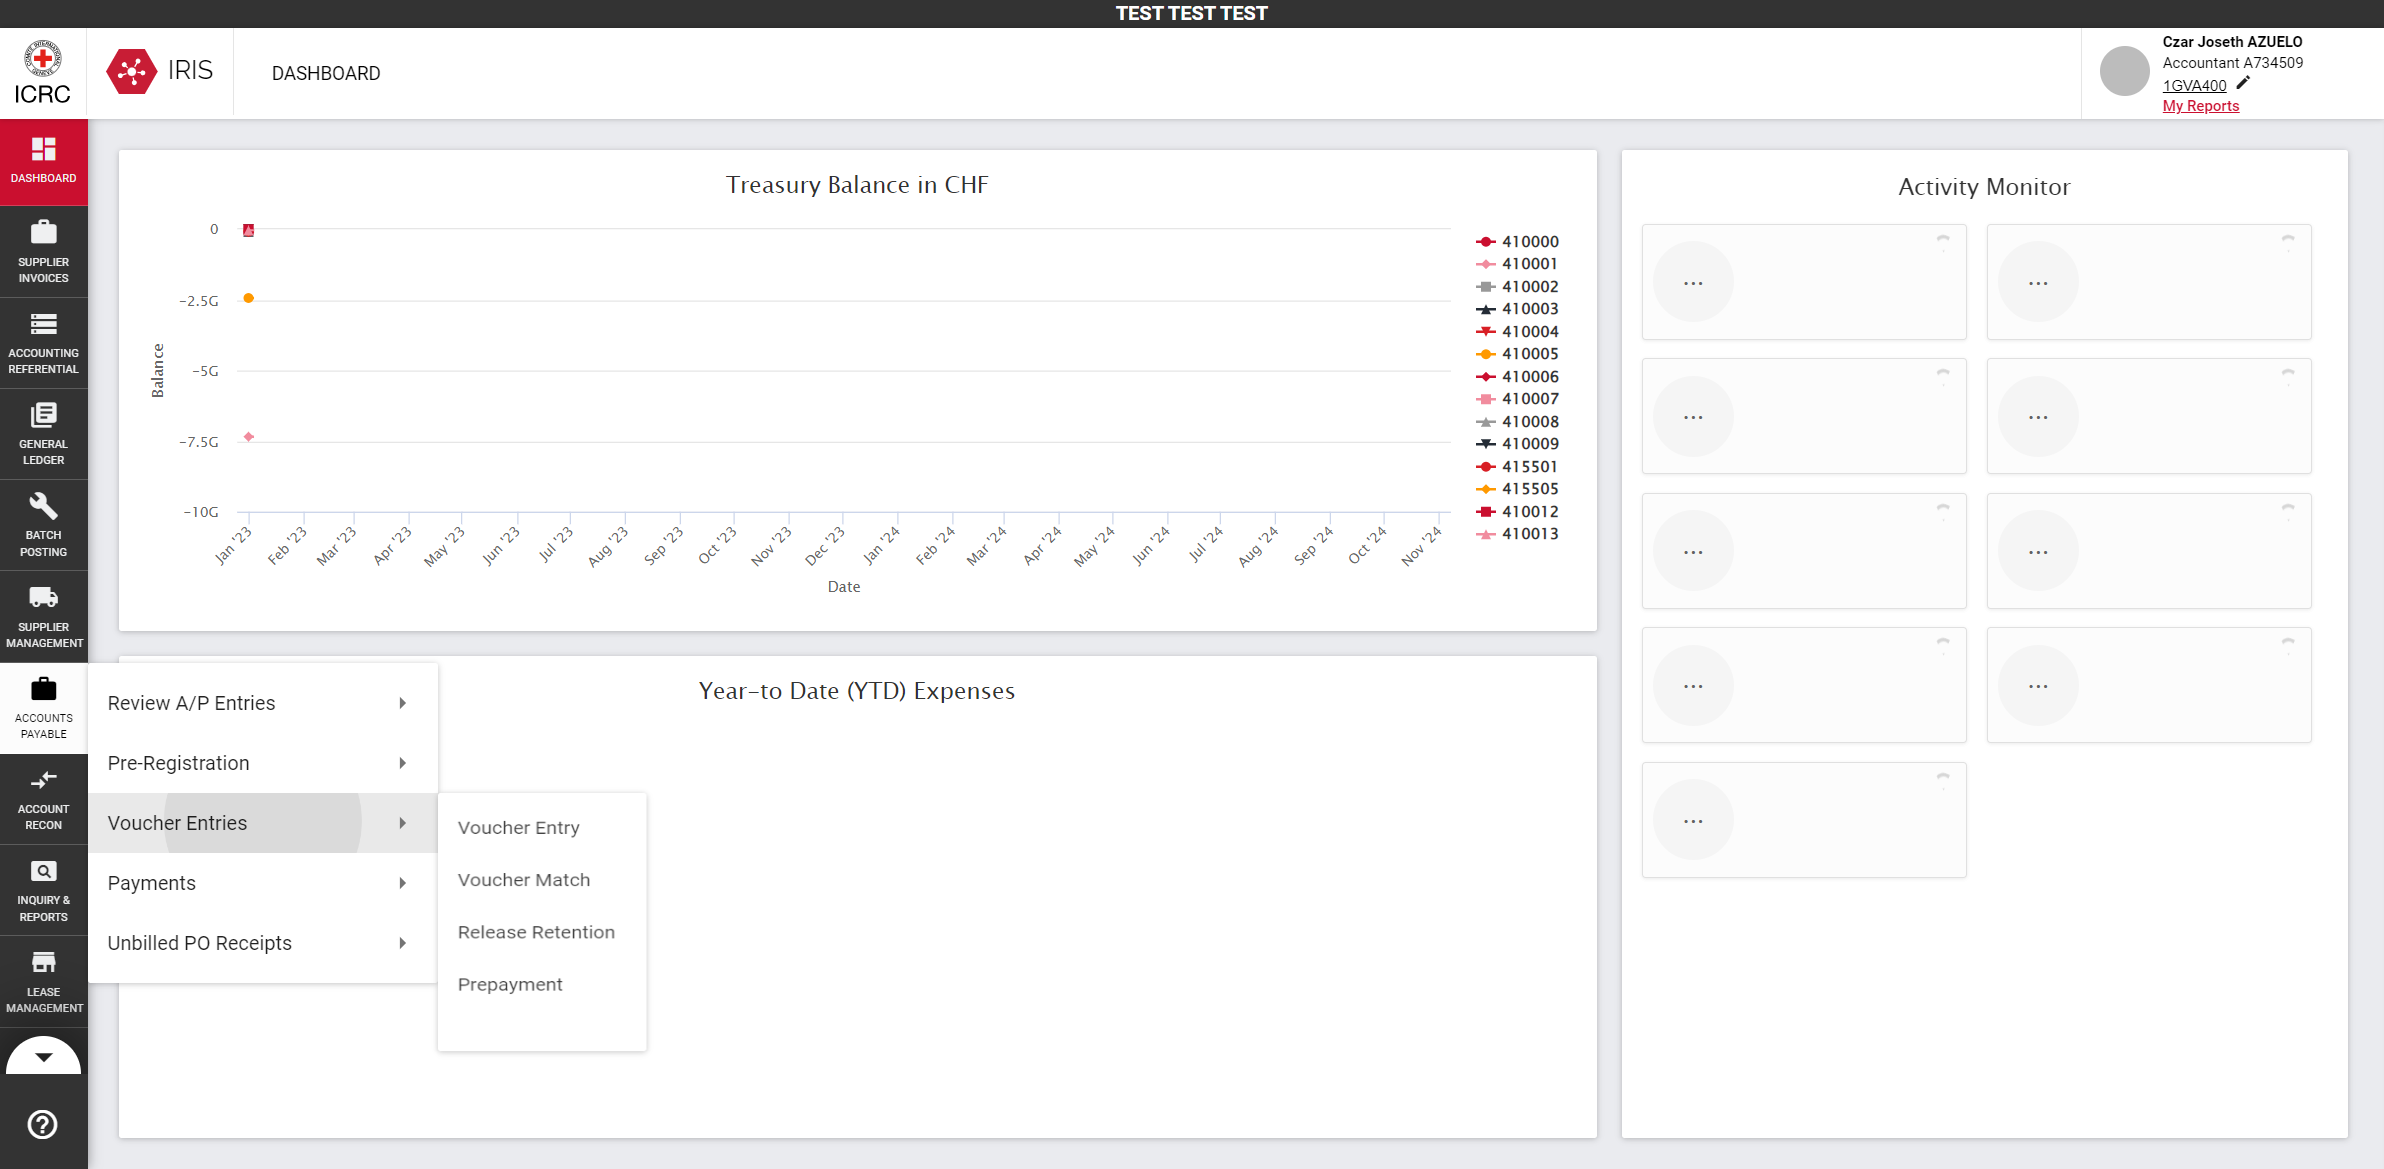 TEST TEST TEST
ICRC
IRIS
DASHBOARD
Czar Joseth AZUELO
Accountant A734509
1GVA400
My Reports
DASHBOARD
SUPPLIER
INVOICES
ACCOUNTING
REFERENTIAL
GENERAL
LEDGER
BATCH
POSTING
SUPPLIER
MANAGEMENT
ACCOUNTS
PAYABLE
ACCOUNT
RECON
INQUIRY &
REPORTS
LEASE
MANAGEMENT
Treasury Balance in CHF
0
-2.5G
-5G
-7.5G
-10G
Balance
Jan '23
Feb '23
Mar '23
Apr '23
May '23
Jun '23
Jul '23
Aug '23
Sep '23
Oct '23
Nov '23
Dec '23
Jan '24
Feb '24
Mar '24
Apr '24
May '24
Jun '24
Jul '24
Aug '24
Sep '24
Oct '24
Nov '24
Date
410000
410001
410002
410003
410004
410005
410006
410007
410008
410009
415501
415505
410012
410013
Year-to Date (YTD) Expenses
Review A/P Entries
Pre-Registration
Voucher Entries
Payments
Unbilled PO Receipts
Voucher Entry
Voucher Match
Release Retention
Prepayment
Activity Monitor
...
...
...
...
...
...
...
...
...